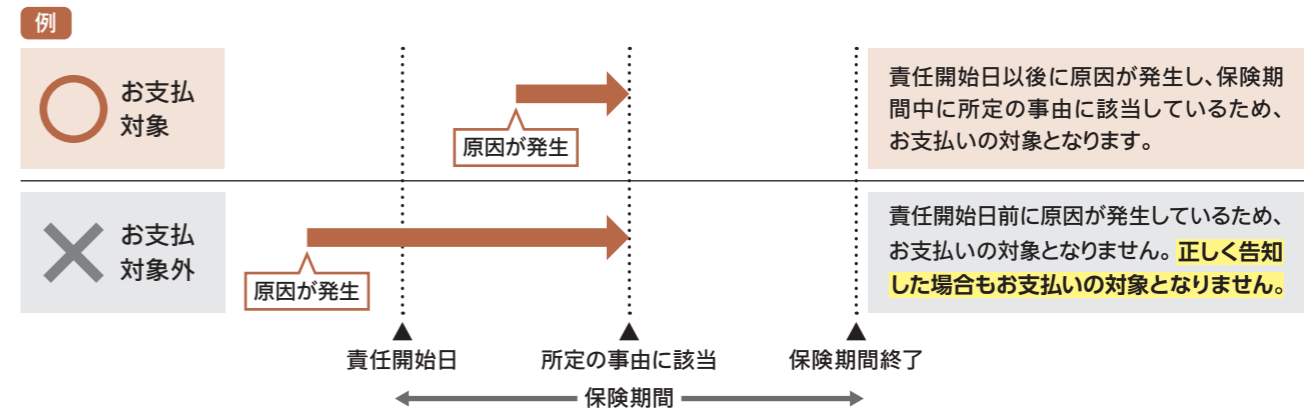 例
お支払
対象
原因が発生
責任開始日以後に原因が発生し、保険期
間中に所定の事由に該当しているため、
お支払いの対象となります。
お支払
対象外
原因が発生
責任開始日前に原因が発生しているため、
お支払いの対象となりません。正しく告知
した場合もお支払いの対象となりません。
責任開始日
所定の事由に該当
保険期間終了
保険期間